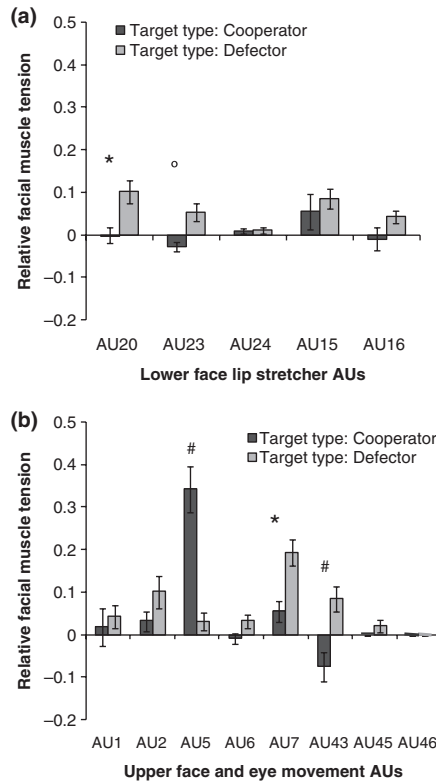 (a)
Target type: Cooperator
Target type: Defector
Relative facial muscle tension
0.5
0.4
0.3
0.2
0.1
0
–0.1
–0.2
*
o
AU20 AU23 AU24 AU15 AU16
Lower face lip stretcher AUs
(b)
Target type: Cooperator
Target type: Defector
Relative facial muscle tension
0.5
0.4
0.3
0.2
0.1
0
–0.1
–0.2
#
*
#
AU1 AU2 AU5 AU6 AU7 AU43 AU45 AU46
Upper face and eye movement AUs